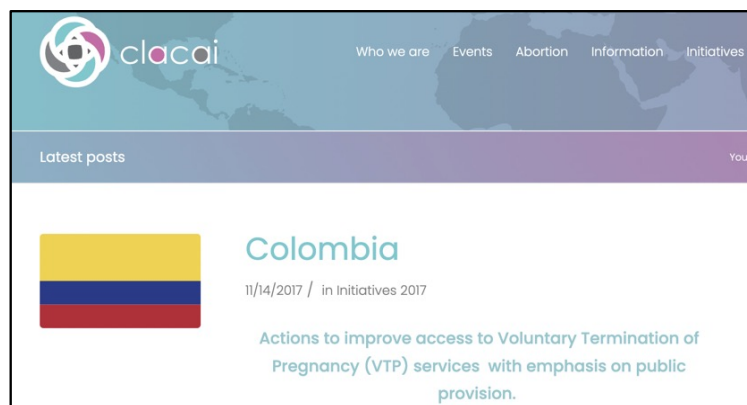 clacai
Who we are Events Abortion Information Initiatives
Latest posts
You
Colombia
11/14/2017 / in Initiatives 2017
Actions to improve access to Voluntary Termination of
Pregnancy (VTP) services with emphasis on public
provision.